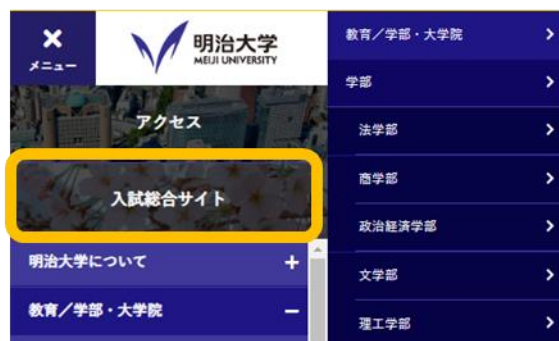 メニュー
明治大学
MEIJI UNIVERSITY
アクセス
入試総合サイト
明治大学について
教育／学部・大学院
教育／学部・大学院
学部
法学部
商学部
政治経済学部
文学部
理工学部